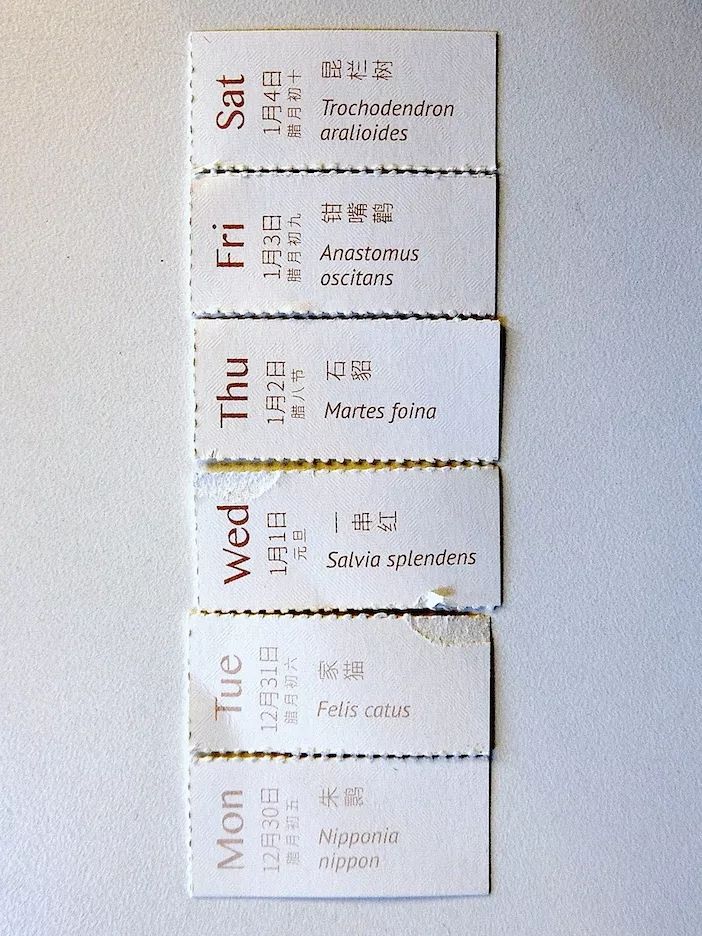 Sat
1月4日
腊月初十
昆栏树
Trochodendron
aralioides
Fri
1月3日
腊月初九
钳嘴鹳
Anastomus
oscitans
Thu
1月2日
腊八节
石貂
Martes foina
Wed
1月1日
元旦
一串红
Salvia splendens
Tue
12月31日
腊月初六
家猫
Felis catus
Mon
12月30日
腊月初五
朱鹮
Nipponia
nippon